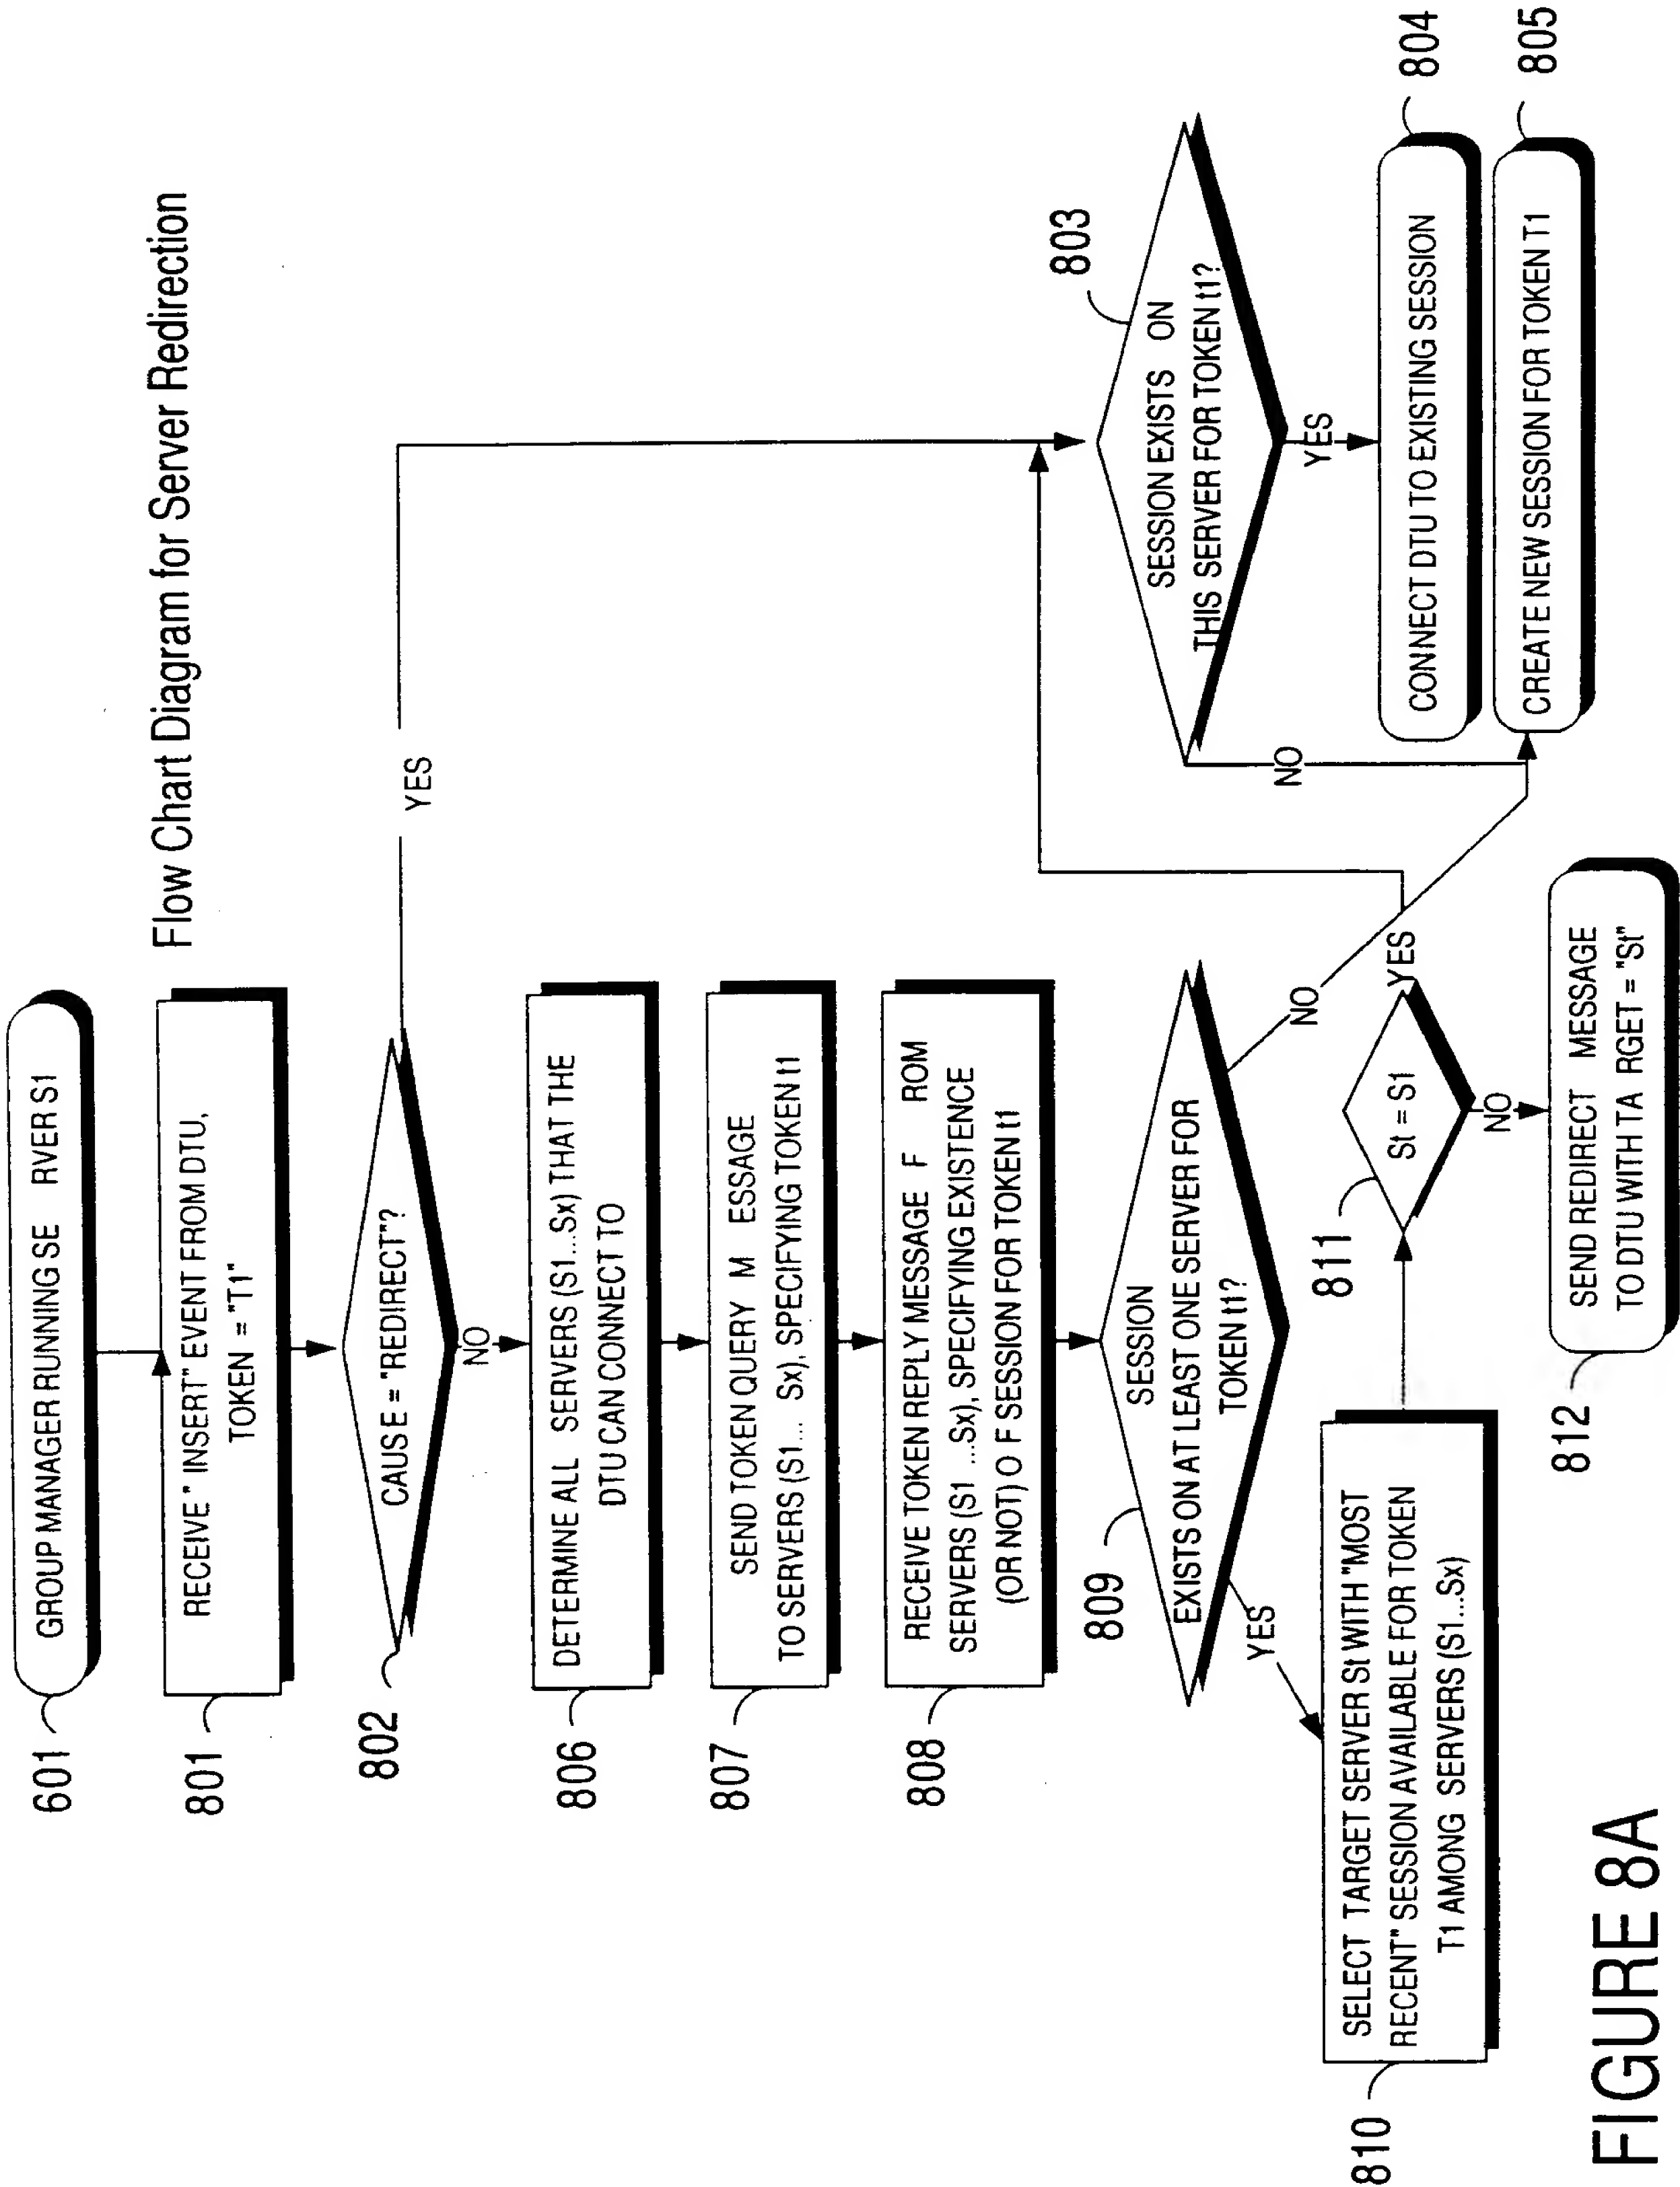 Flow Chart Diagram for Server Redirection
601
GROUP MANAGER RUNNING SE RVER S1
801
RECEIVE " INSERT" EVENT FROM DTU,
TOKEN = "T1"
802
CAUSE = "REDIRECT"?
YES
NO
806
DETERMINE ALL SERVERS (S1...Sx) THAT THE
DTU CAN CONNECT TO
807
SEND TOKEN QUERY M ESSAGE
TO SERVERS (S1... Sx), SPECIFYING TOKEN t1
808
RECEIVE TOKEN REPLY MESSAGE F ROM
SERVERS (S1 ...Sx), SPECIFYING EXISTENCE
(OR NOT) O F SESSION FOR TOKEN t1
809
SESSION
EXISTS ON AT LEAST ONE SERVER FOR
TOKEN t1?
YES
NO
810
SELECT TARGET SERVER St WITH "MOST
RECENT" SESSION AVAILABLE FOR TOKEN
T1 AMONG SERVERS (S1...Sx)
811
St = S1
YES
NO
812
SEND REDIRECT MESSAGE
TO DTU WITH TA RGET = "St"
803
SESSION EXISTS ON
THIS SERVER FOR TOKEN t1?
YES
NO
804
CONNECT DTU TO EXISTING SESSION
805
CREATE NEW SESSION FOR TOKEN T1
FIGURE 8A